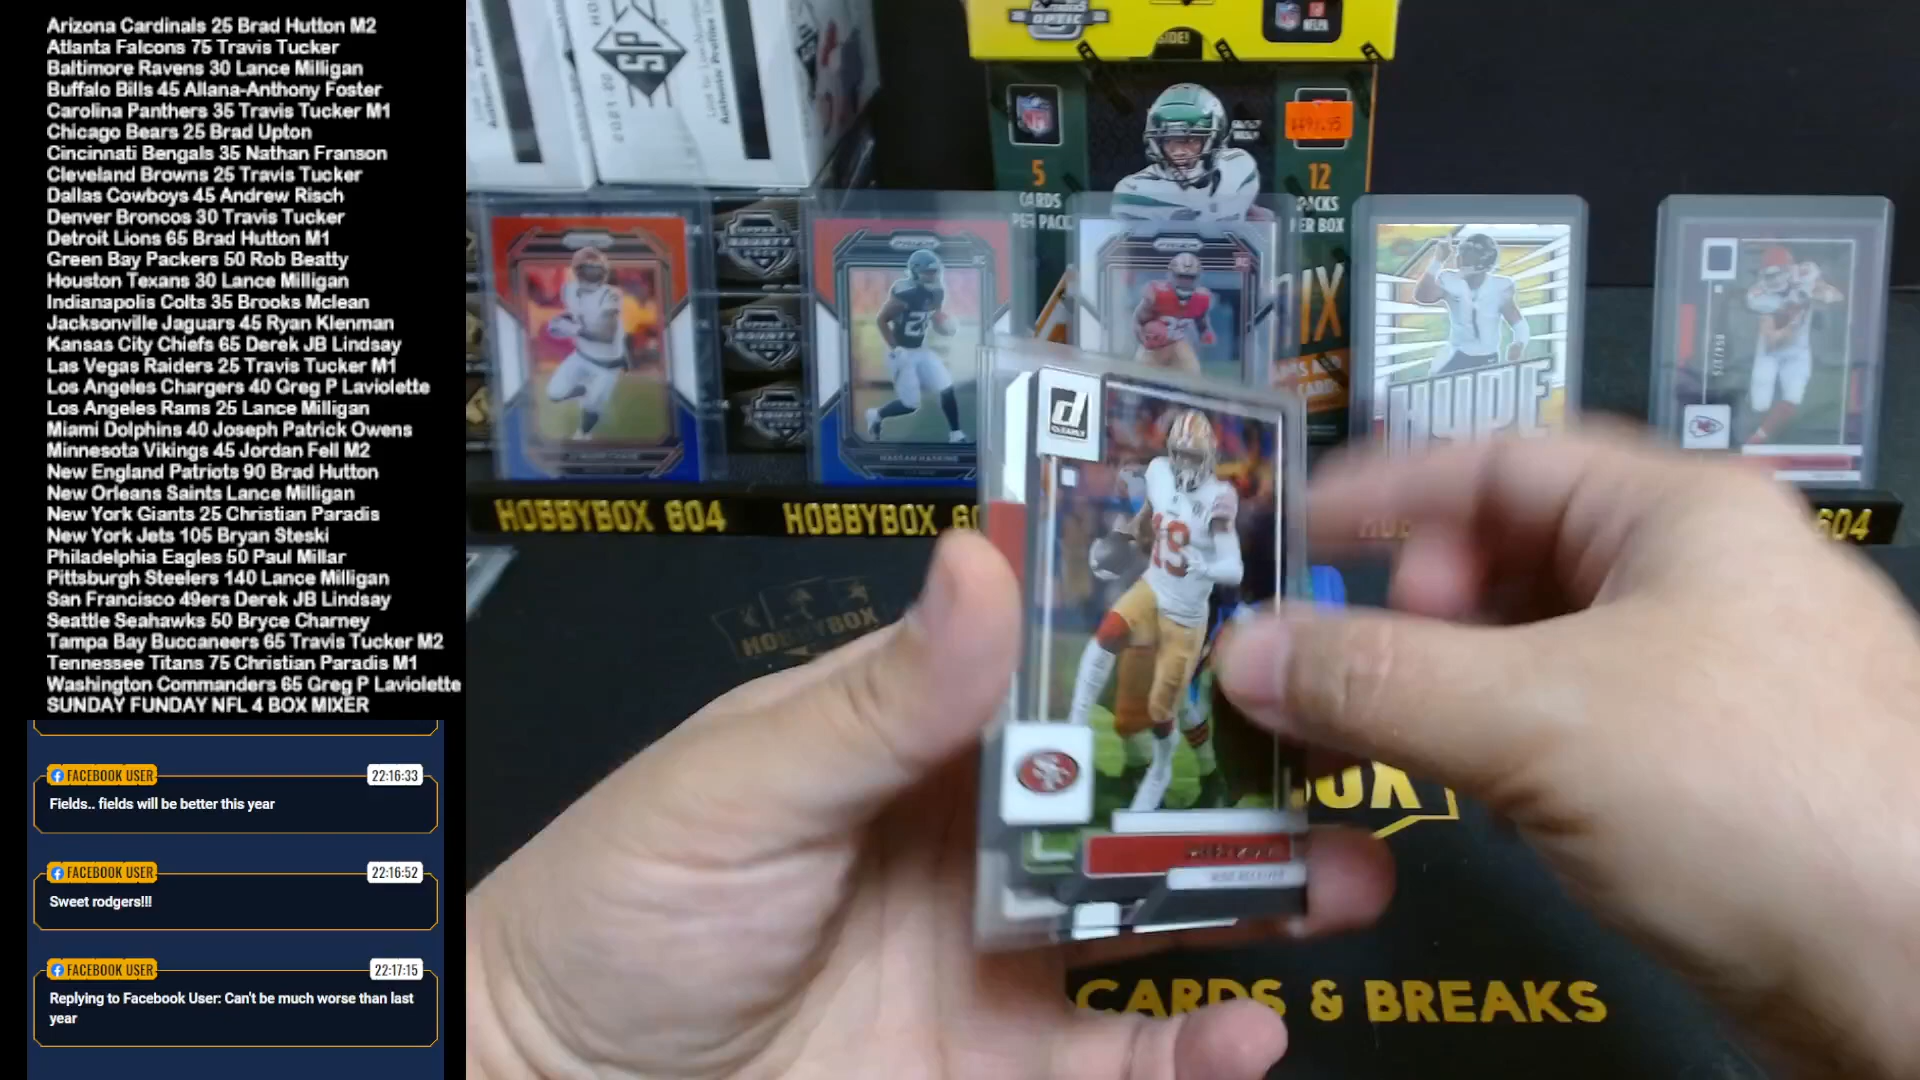 Arizona Cardinals 25 Brad Hutton M2
Atlanta Falcons 75 Travis Tucker
Baltimore Ravens 30 Lance Milligan
Buffalo Bills 45 Allana-Anthony Foster
Carolina Panthers 35 Travis Tucker M1
Chicago Bears 25 Brad Upton
Cincinnati Bengals 35 Nathan Franson
Cleveland Browns 25 Travis Tucker
Dallas Cowboys 45 Andrew Risch
Denver Broncos 30 Travis Tucker
Detroit Lions 65 Brad Hutton M1
Green Bay Packers 50 Rob Beatty
Houston Texans 30 Lance Milligan
Indianapolis Colts 35 Brooks Mclean
Jacksonville Jaguars 45 Ryan Klenman
Kansas City Chiefs 65 Derek JB Lindsay
Las Vegas Raiders 25 Travis Tucker M1
Los Angeles Chargers 40 Greg P Laviolette
Los Angeles Rams 25 Lance Milligan
Miami Dolphins 40 Joseph Patrick Owens
Minnesota Vikings 45 Jordan Fell M2
New England Patriots 90 Brad Hutton
New Orleans Saints Lance Milligan
New York Giants 25 Christian Paradis
New York Jets 105 Bryan Steski
Philadelphia Eagles 50 Paul Millar
Pittsburgh Steelers 140 Lance Milligan
San Francisco 49ers Derek JB Lindsay
Seattle Seahawks 50 Bryce Charney
Tampa Bay Buccaneers 65 Travis Tucker M2
Tennessee Titans 75 Christian Paradis M1
Washington Commanders 65 Greg P Laviolette
SUNDAY FUNDAY NFL 4 BOX MIXER
FACEBOOK USER 22:16:33
Fields.. fields will be better this year
FACEBOOK USER 22:16:52
Sweet rodgers!!!
FACEBOOK USER 22:17:15
Replying to Facebook User: Can't be much worse than last
year
SP
OPTIC
NFL
5
CARDS
PER PACK
12
PACKS
PER BOX
HYPE
HOBBYBOX 604
HOBBYBOX 60
604
d
CLEARLY
19
WIDE RECEIVER
HOBBYBOX
BOX
CARDS & BREAKS